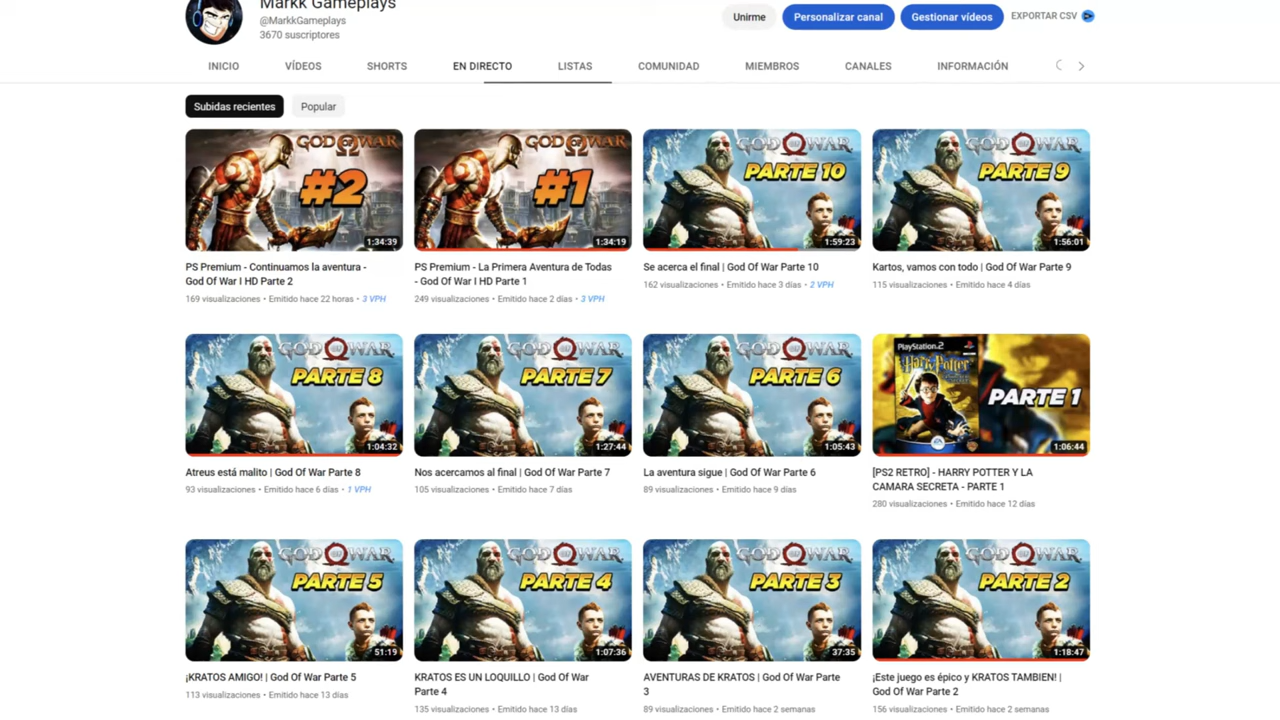 Markk Gameplays
@MarkkGameplays
3670 suscriptores
Unirme
Personalizar canal
Gestionar vídeos
EXPORTAR CSV
INICIO
VÍDEOS
SHORTS
EN DIRECTO
LISTAS
COMUNIDAD
MIEMBROS
CANALES
INFORMACIÓN
Subidas recientes
Popular
GOD OF WAR
#2
1:34:39
GOD OF WAR
#1
1:34:19
GOD OF WAR
PARTE 10
1:59:23
GOD OF WAR
PARTE 9
1:56:01
PS Premium - Continuamos la aventura -
God Of War I HD Parte 2
169 visualizaciones • Emitido hace 22 horas • 3 VPH
PS Premium - La Primera Aventura de Todas
- God Of War I HD Parte 1
249 visualizaciones • Emitido hace 2 días • 3 VPH
Se acerca el final | God Of War Parte 10
162 visualizaciones • Emitido hace 3 días • 2 VPH
Kartos, vamos con todo | God Of War Parte 9
115 visualizaciones • Emitido hace 4 días
GOD OF WAR
PARTE 8
1:04:32
GOD OF WAR
PARTE 7
1:27:44
GOD OF WAR
PARTE 6
1:05:43
PlayStation.2
Harry Potter
PARTE 1
EA
1:06:44
Atreus está malito | God Of War Parte 8
93 visualizaciones • Emitido hace 6 días • 1 VPH
Nos acercamos al final | God Of War Parte 7
105 visualizaciones • Emitido hace 7 días
La aventura sigue | God Of War Parte 6
89 visualizaciones • Emitido hace 9 días
[PS2 RETRO] - HARRY POTTER Y LA
CAMARA SECRETA - PARTE 1
280 visualizaciones • Emitido hace 12 días
GOD OF WAR
PARTE 5
51:19
GOD OF WAR
PARTE 4
1:07:36
GOD OF WAR
PARTE 3
37:35
GOD OF WAR
PARTE 2
1:18:47
¡KRATOS AMIGO! | God Of War Parte 5
113 visualizaciones • Emitido hace 13 días
KRATOS ES UN LOQUILLO | God Of War
Parte 4
135 visualizaciones • Emitido hace 13 días
AVENTURAS DE KRATOS | God Of War Parte
3
89 visualizaciones • Emitido hace 2 semanas
¡Este juego es épico y KRATOS TAMBIEN! |
God Of War Parte 2
156 visualizaciones • Emitido hace 2 semanas